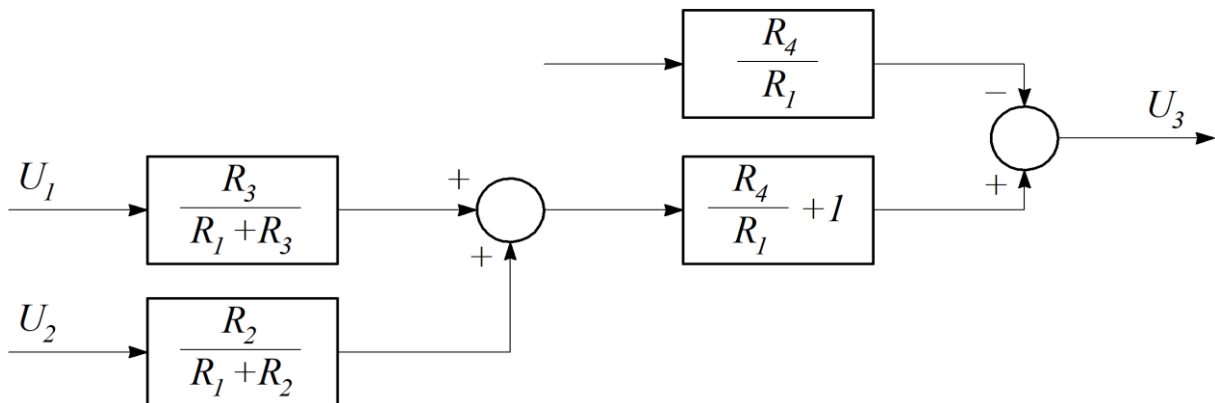 R4
R1
−
U3
U1
R3
R1+R3
+
+
R4
R1
+1
+
U2
R2
R1+R2